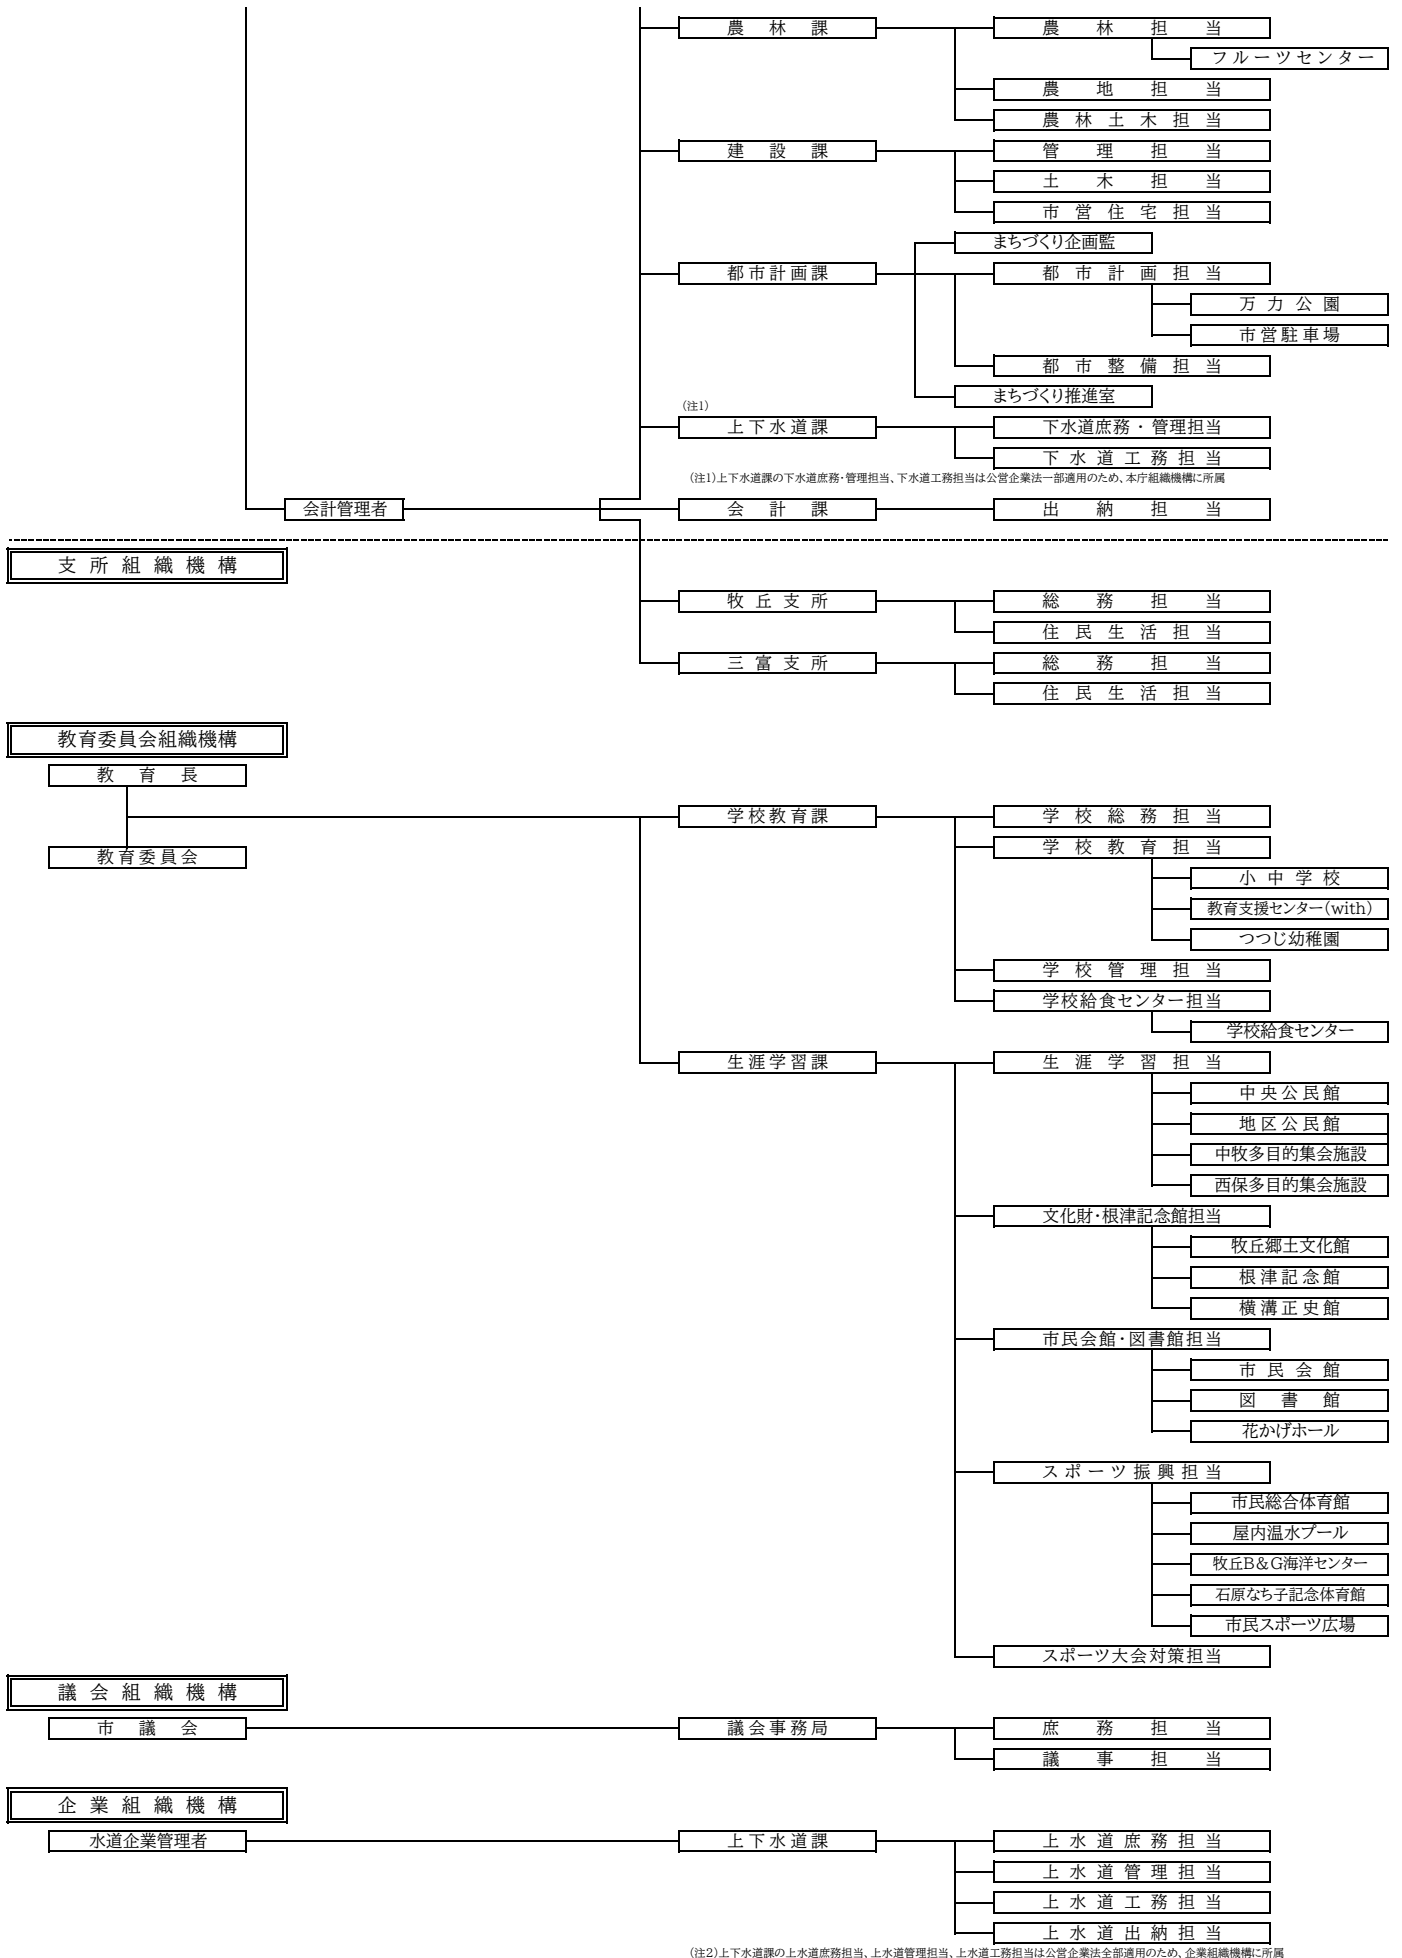 農林課
農林担当
フルーツセンター
農地担当
農林土木担当
建設課
管理担当
土木担当
市営住宅担当
まちづくり企画監
都市計画課
都市計画担当
万力公園
市営駐車場
都市整備担当
まちづくり推進室
(注1)
上下水道課
下水道庶務・管理担当
下水道工務担当
(注1)上下水道課の下水道庶務・管理担当、下水道工務担当は公営企業法一部適用のため、本庁組織機構に所属
会計管理者
会計課
出納担当
支所組織機構
牧丘支所
総務担当
住民生活担当
三富支所
総務担当
住民生活担当
教育委員会組織機構
教育長
学校教育課
学校総務担当
学校教育担当
教育委員会
小中学校
教育支援センター(with)
つつじ幼稚園
学校管理担当
学校給食センター担当
学校給食センター
生涯学習課
生涯学習担当
中央公民館
地区公民館
中牧多目的集会施設
西保多目的集会施設
文化財・根津記念館担当
牧丘郷土文化館
根津記念館
横溝正史館
市民会館・図書館担当
市民会館
図書館
花かげホール
スポーツ振興担当
市民総合体育館
屋内温水プール
牧丘B&G海洋センター
石原なち子記念体育館
市民スポーツ広場
スポーツ大会対策担当
議会組織機構
市議会
議会事務局
庶務担当
議事担当
企業組織機構
水道企業管理者
上下水道課
上水道庶務担当
上水道管理担当
上水道工務担当
上水道出納担当
(注2)上下水道課の上水道庶務担当、上水道管理担当、上水道工務担当は公営企業法全部適用のため、企業組織機構に所属